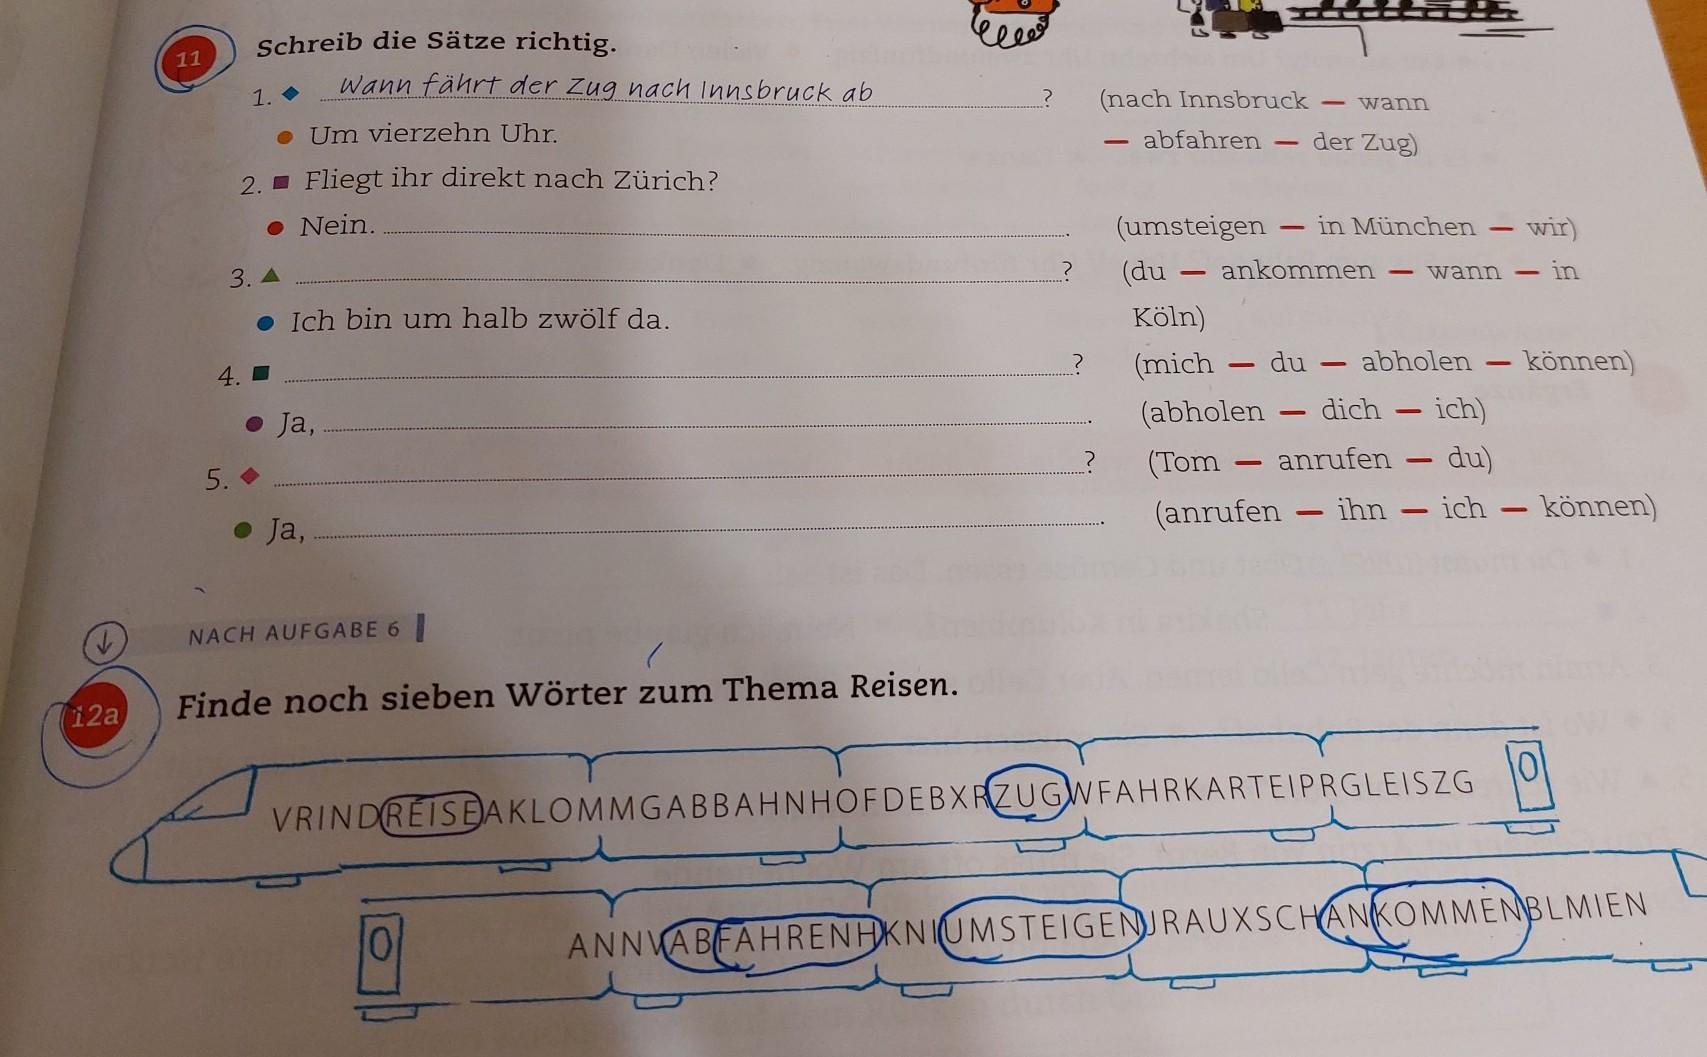 11 Schreib die Sätze richtig.
1. Wann fährt der Zug nach Innsbruck ab ? (nach Innsbruck — wann
Um vierzehn Uhr. — abfahren — der Zug)
2. Fliegt ihr direkt nach Zürich?
Nein. . (umsteigen — in München — wir)
3. ? (du — ankommen — wann — in
Ich bin um halb zwölf da. Köln)
4. ? (mich — du — abholen — können)
Ja, . (abholen — dich — ich)
5. ? (Tom — anrufen — du)
Ja, . (anrufen — ihn — ich — können)
NACH AUFGABE 6
12a Finde noch sieben Wörter zum Thema Reisen.
VRINDREISEAKLOMMGABBAHNHOFDEBXRZUGWFAHRKARTEIPRGLEISZG
ANNVABFAHRENHKNIUMSTEIGENJRAUXSCHANKOMMENBLMIEN